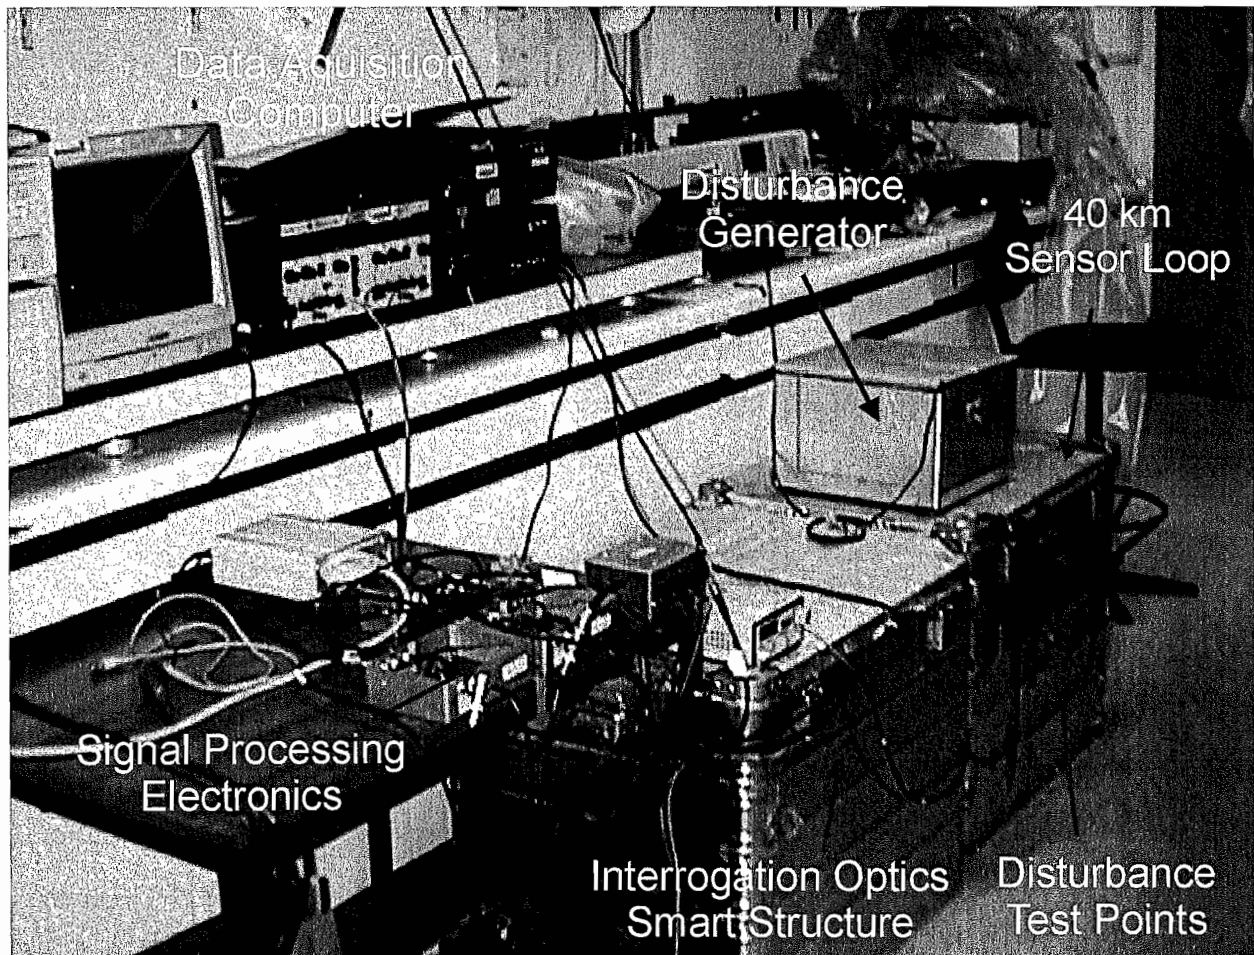 Data Aquisition
Computer
Disturbance
Generator
40 km
Sensor Loop
Signal Processing
Electronics
Interrogation Optics
Smart Structure
Disturbance
Test Points